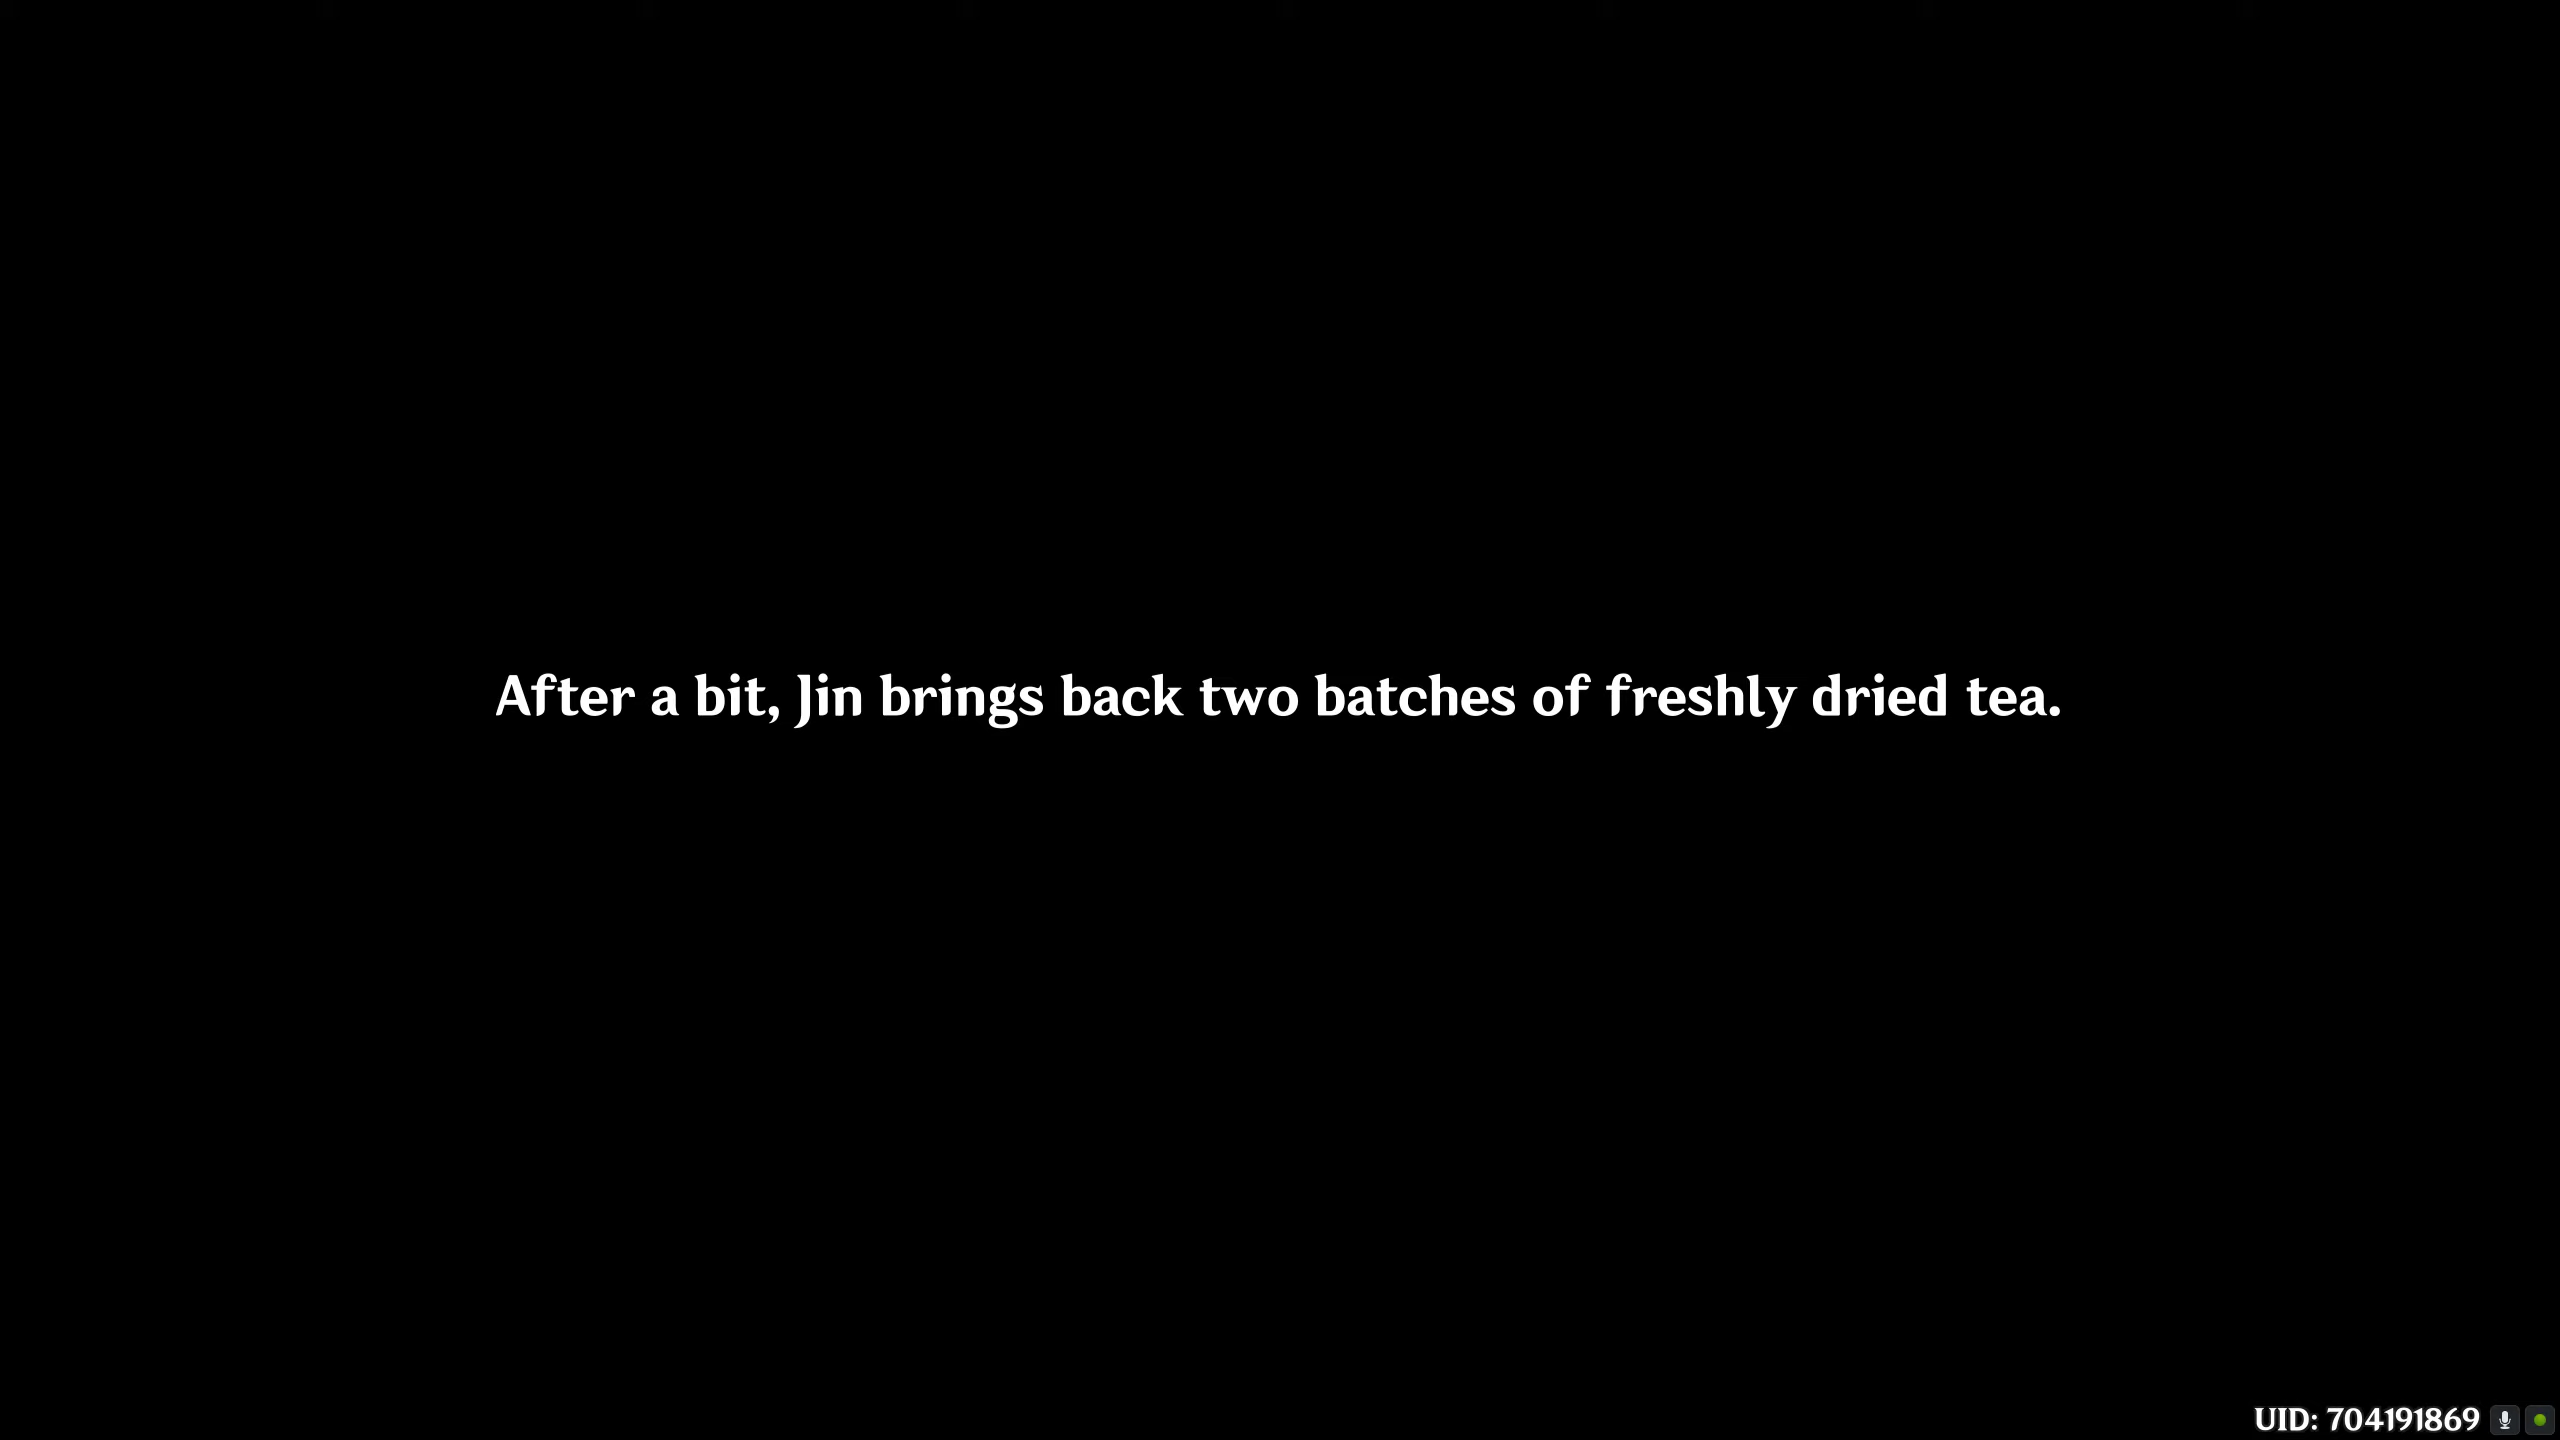 After a bit, Jin brings back two batches of freshly dried tea.
UID: 704191869